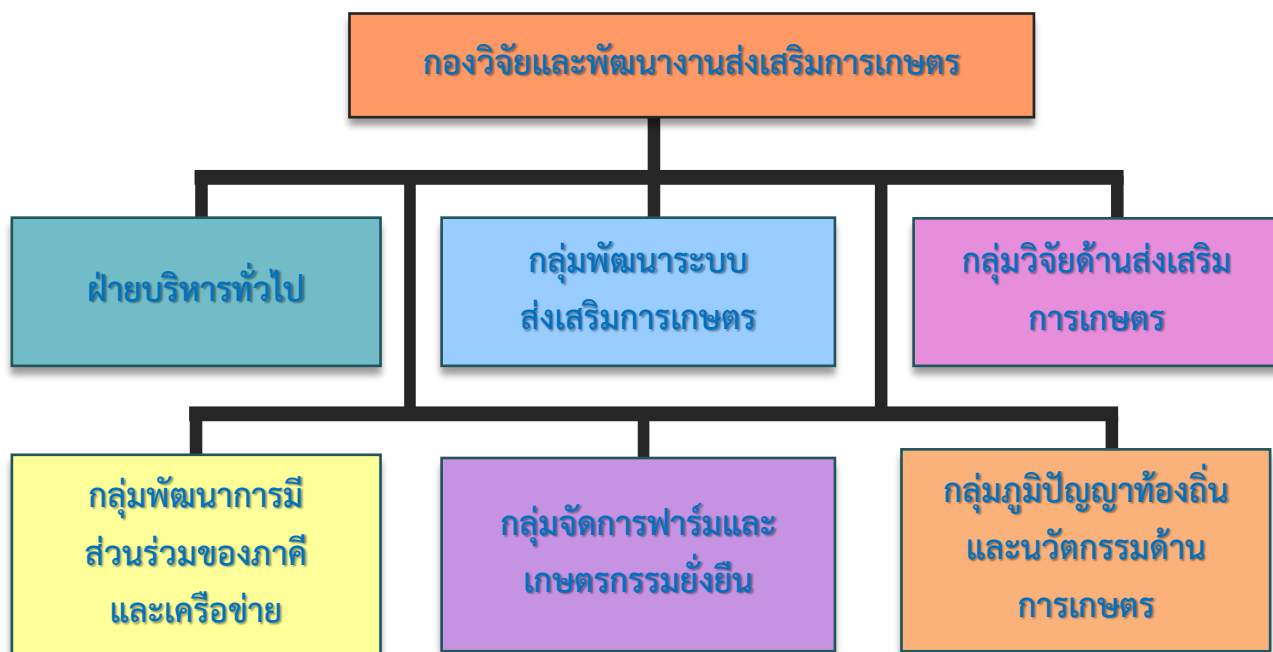 กองวิจัยและพัฒนางานส่งเสริมการเกษตร
ฝ่ายบริหารทั่วไป
กลุ่มพัฒนาระบบ
ส่งเสริมการเกษตร
กลุ่มวิจัยด้านส่งเสริม
การเกษตร
กลุ่มพัฒนาการมี
ส่วนร่วมของภาคี
และเครือข่าย
กลุ่มจัดการฟาร์มและ
เกษตรกรรมยั่งยืน
กลุ่มภูมิปัญญาท้องถิ่น
และนวัตกรรมด้าน
การเกษตร